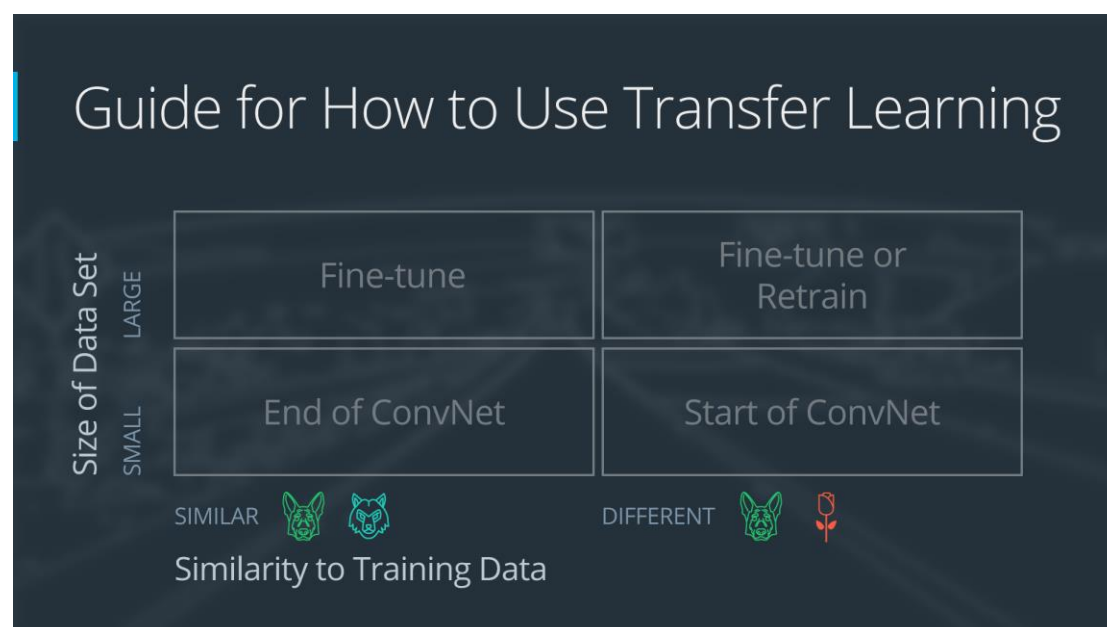 Guide for How to Use Transfer Learning
Size of Data Set
LARGE
Fine-tune
Fine-tune or
Retrain
SMALL
End of ConvNet
Start of ConvNet
SIMILAR
DIFFERENT
Similarity to Training Data